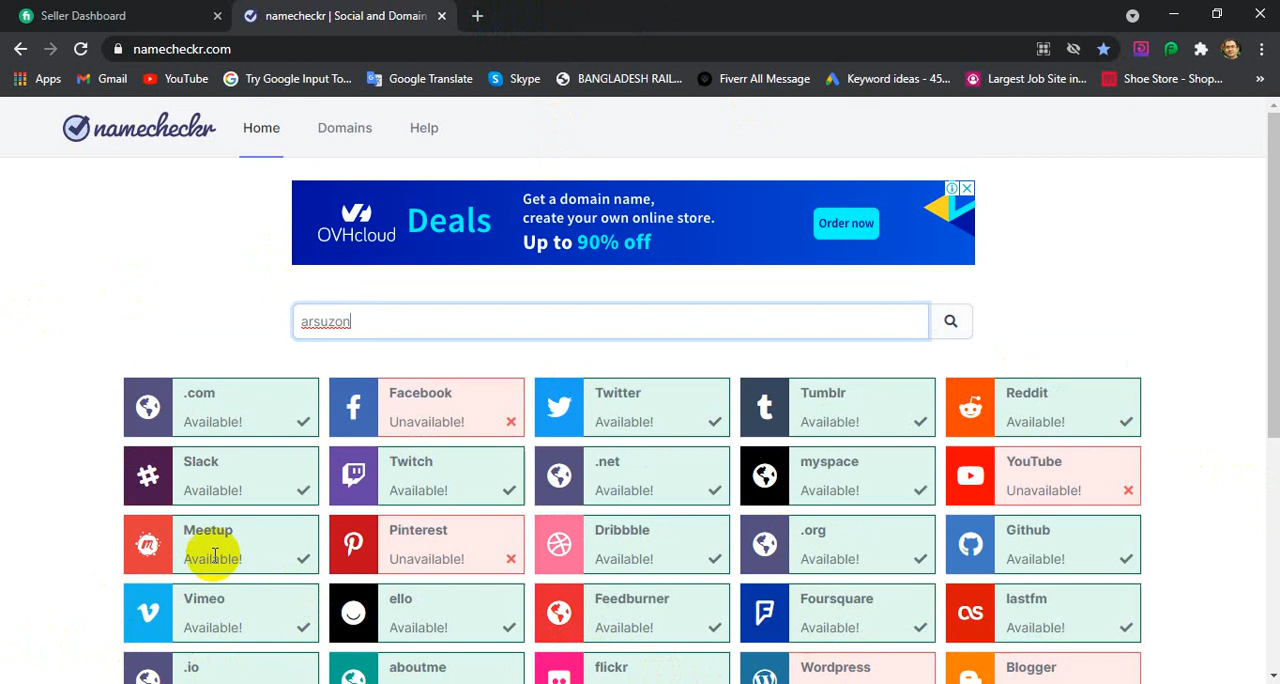 Seller Dashboard
namecheckr | Social and Domain
namecheckr.com
Apps
Gmail
YouTube
Try Google Input To...
Google Translate
Skype
BANGLADESH RAIL...
Fiverr All Message
Keyword ideas - 45...
Largest Job Site in...
Shoe Store - Shop...
namecheckr
Home
Domains
Help
OVHcloud
Deals
Get a domain name,
create your own online store.
Up to 90% off
Order now
arsuzon
.com
Available!
Facebook
Unavailable!
Twitter
Available!
Tumblr
Available!
Reddit
Available!
Slack
Available!
Twitch
Available!
.net
Available!
myspace
Available!
YouTube
Unavailable!
Meetup
Available!
Pinterest
Unavailable!
Dribbble
Available!
.org
Available!
Github
Available!
Vimeo
Available!
ello
Available!
Feedburner
Available!
Foursquare
Available!
lastfm
Available!
.io
aboutme
flickr
Wordpress
Blogger